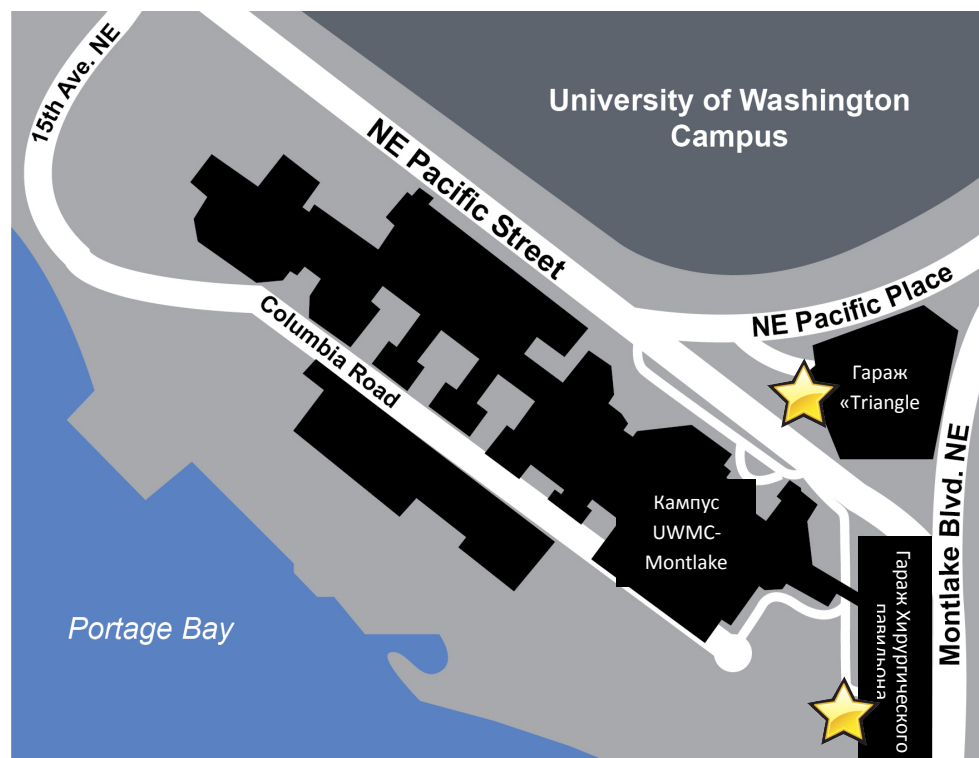 15th Ave. NE
University of Washington
Campus
NE Pacific Street
NE Pacific Place
Гараж
«Triangle
Columbia Road
Montlake Blvd. NE
Кампус
UWMC-
Montlake
Гараж Хирургического
павильона
Portage Bay